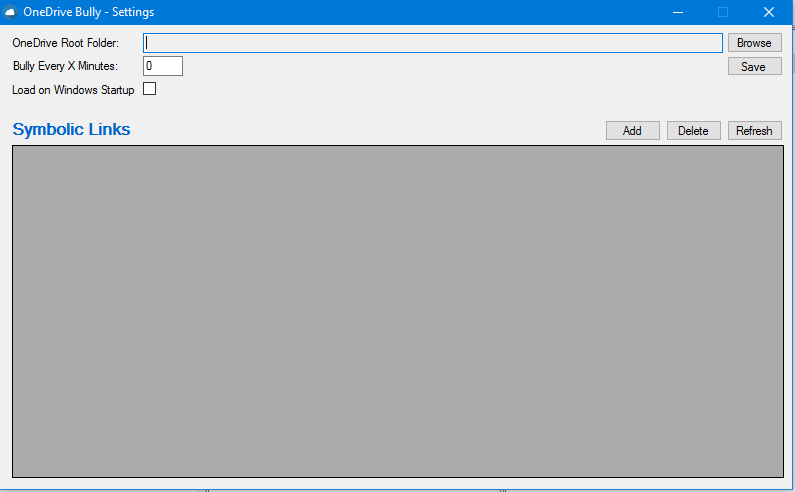 OneDrive Bully - Settings
OneDrive Root Folder: Browse
Bully Every X Minutes: 0 Save
Load on Windows Startup
Symbolic Links Add Delete Refresh